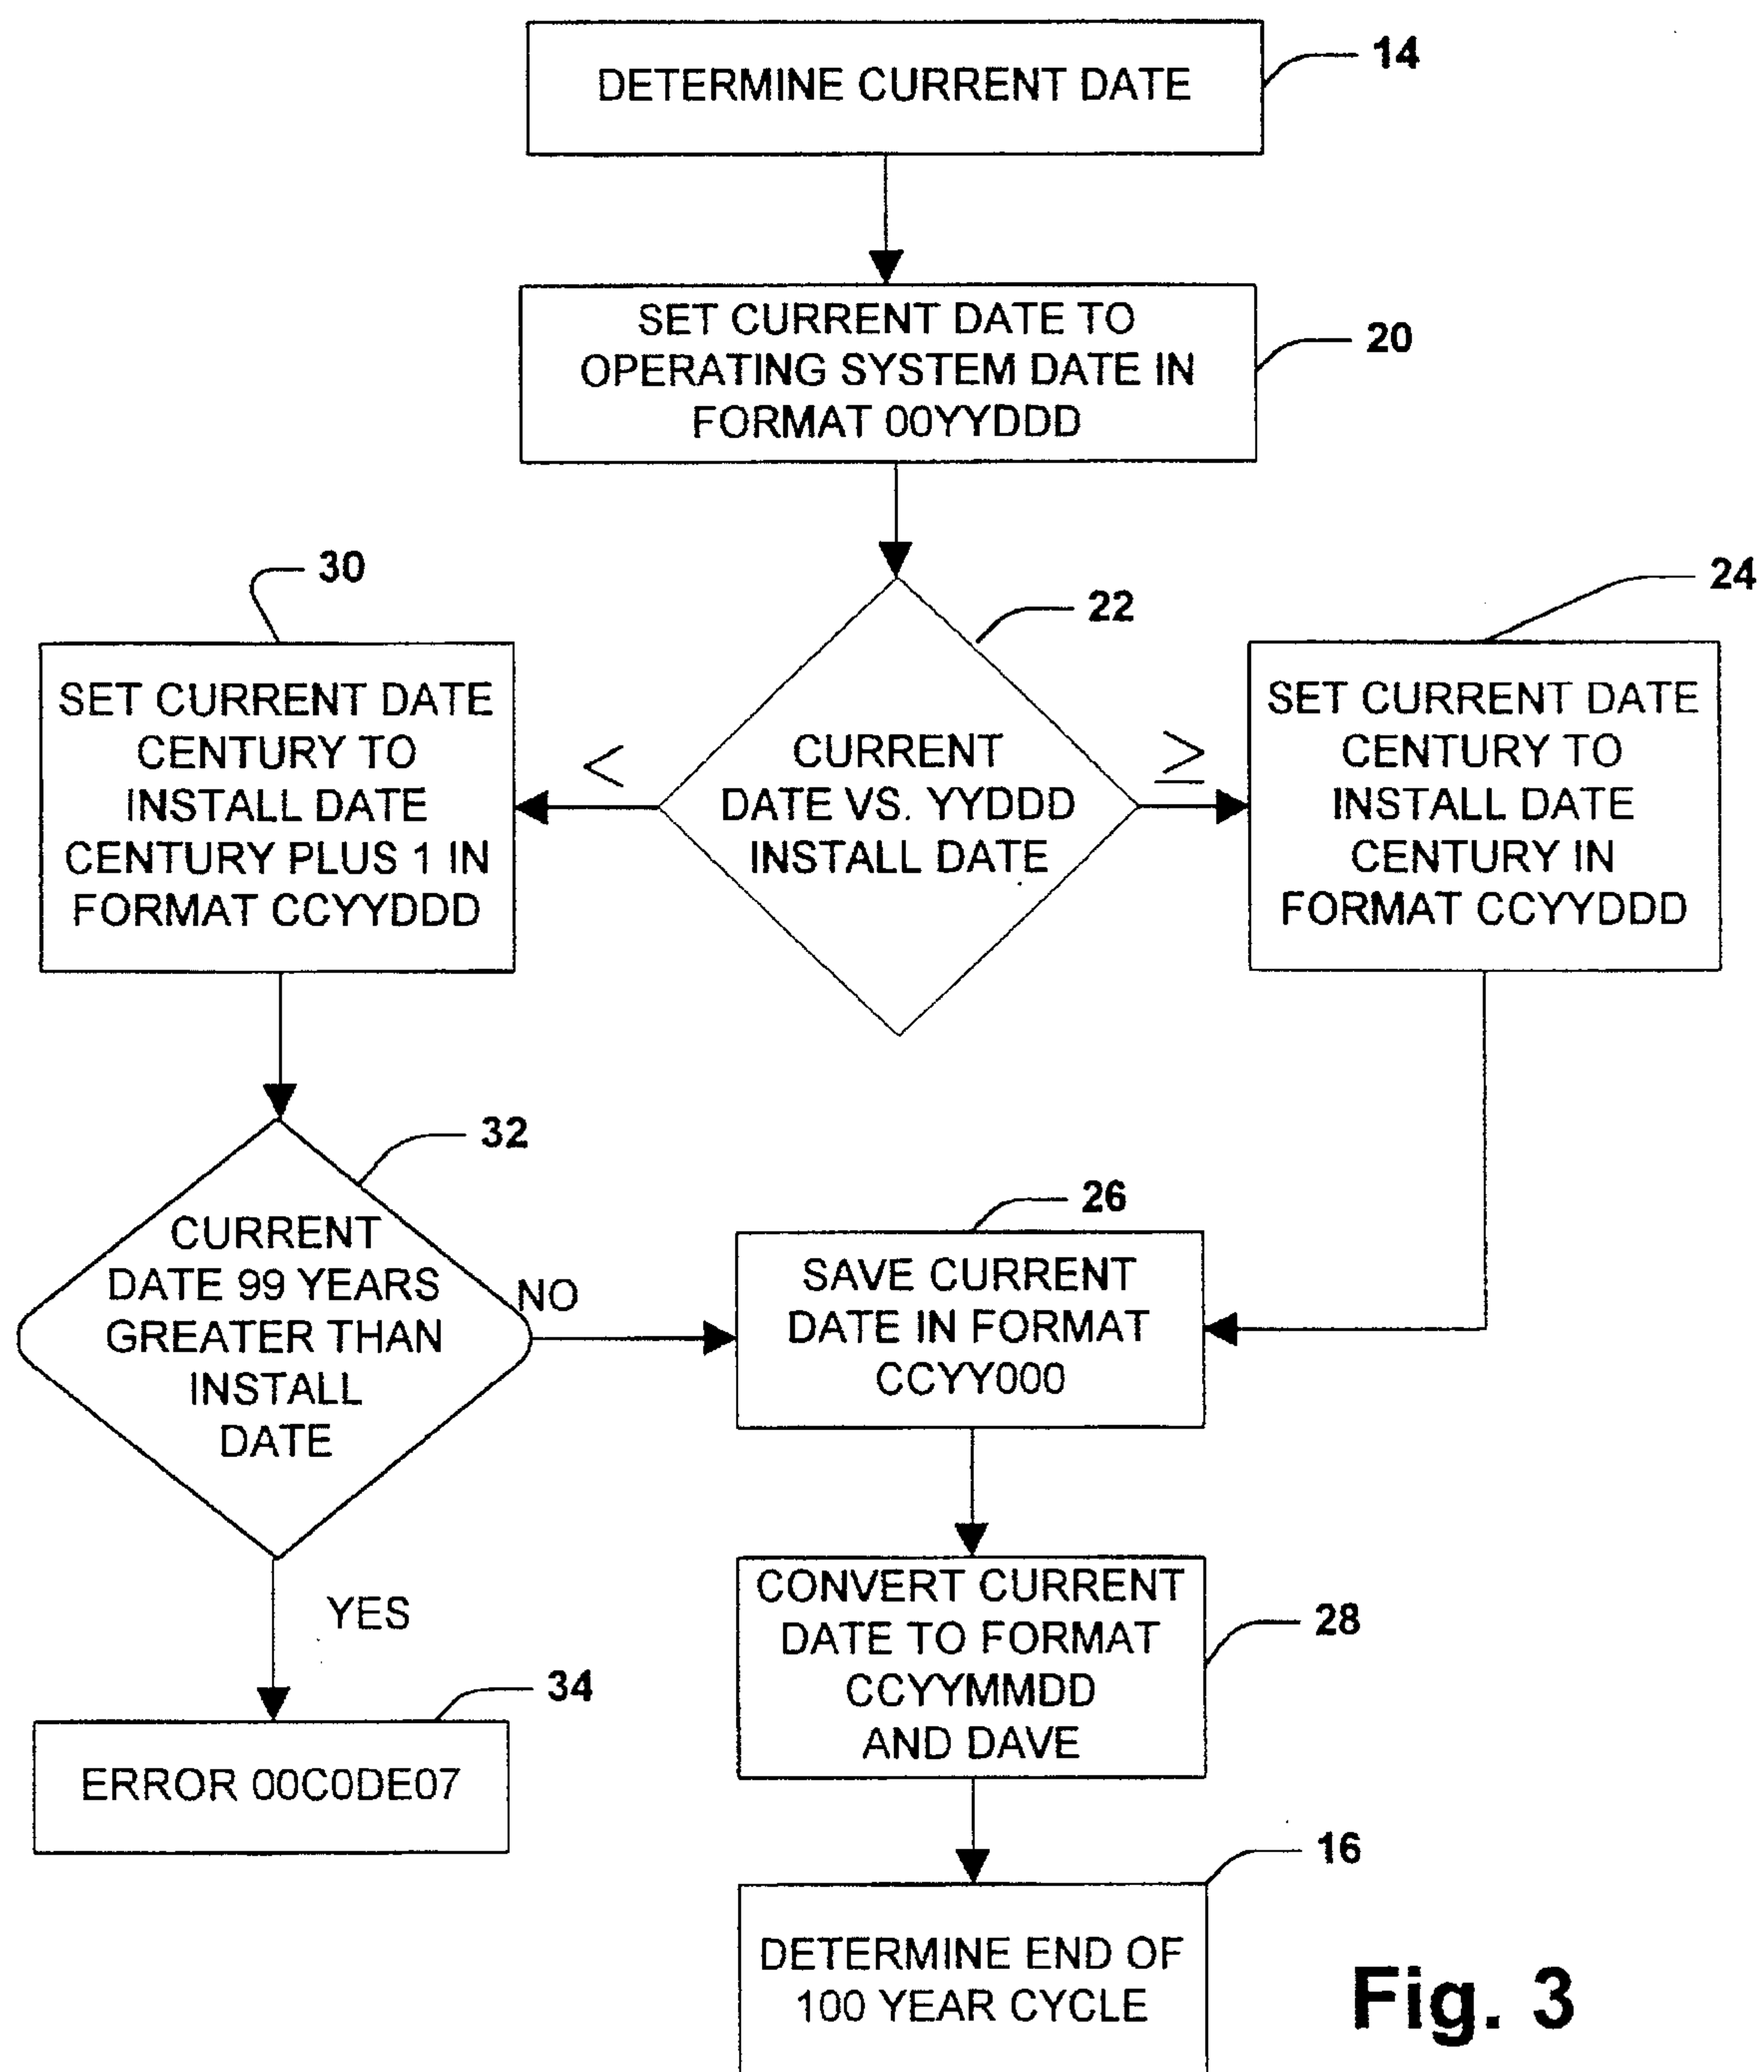 DETERMINE CURRENT DATE
14
SET CURRENT DATE TO
OPERATING SYSTEM DATE IN
FORMAT 00YYDDD
20
30
22
24
SET CURRENT DATE
CENTURY TO
INSTALL DATE
CENTURY PLUS 1 IN
FORMAT CCYYDDD
<
CURRENT
DATE VS. YYDDD
INSTALL DATE
≥
SET CURRENT DATE
CENTURY TO
INSTALL DATE
CENTURY IN
FORMAT CCYYDDD
32
CURRENT
DATE 99 YEARS
GREATER THAN
INSTALL
DATE
NO
26
SAVE CURRENT
DATE IN FORMAT
CCYY000
YES
CONVERT CURRENT
DATE TO FORMAT
CCYYMMDD
AND DAVE
28
34
ERROR 00C0DE07
16
DETERMINE END OF
100 YEAR CYCLE
Fig. 3